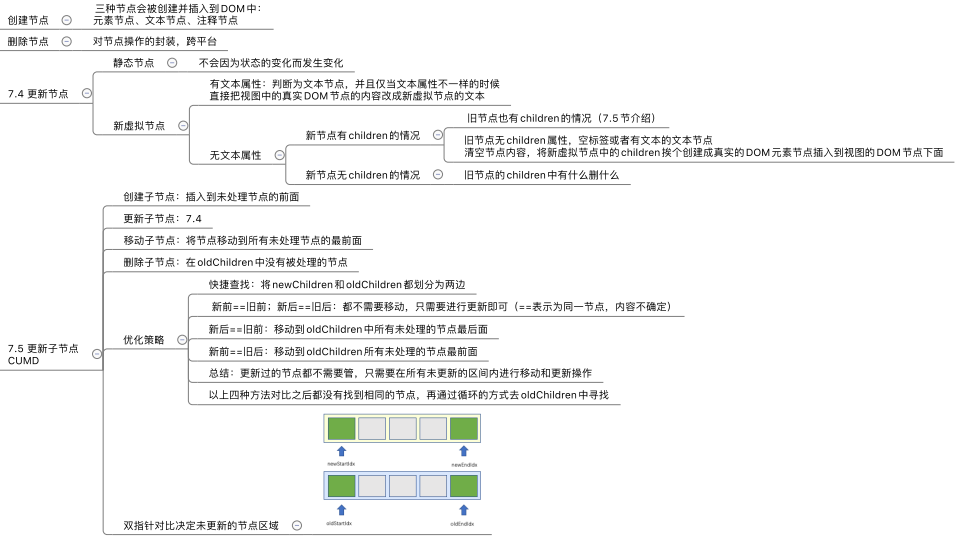 三种节点会被创建并插入到DOM中：
创建节点
元素节点、文本节点、注释节点
删除节点
对节点操作的封装，跨平台
静态节点
不会因为状态的变化而发生变化
有文本属性：判断为文本节点，并且仅当文本属性不一样的时候
7.4 更新节点
直接把视图中的真实DOM节点的内容改成新虚拟节点的文本
旧节点也有children的情况（7.5节介绍）
新虚拟节点
新节点有children的情况
旧节点无children属性，空标签或者有文本的文本节点
清空节点内容，将新虚拟节点中的children挨个创建成真实的DOM元素节点插入到视图的DOM节点下面
无文本属性
新节点无children的情况
旧节点的children中有什么删什么
创建子节点：插入到未处理节点的前面
更新子节点：7.4
移动子节点：将节点移动到所有未处理节点的最前面
删除子节点：在oldChildren中没有被处理的节点
快捷查找：将newChildren和oldChildren都划分为两边
新前==旧前；新后==旧后：都不需要移动，只需要进行更新即可（==表示为同一节点，内容不确定）
新后==旧前：移动到oldChildren中所有未处理的节点最后面
优化策略
7.5 更新子节点
CUMD
新前==旧后：移动到oldChildren所有未处理的节点最前面
总结：更新过的节点都不需要管，只需要在所有未更新的区间内进行移动和更新操作
以上四种方法对比之后都没有找到相同的节点，再通过循环的方式去oldChildren中寻找
newStartIdx
newEndIdx
oldStartIdx
oldEndIdx
双指针对比决定未更新的节点区域